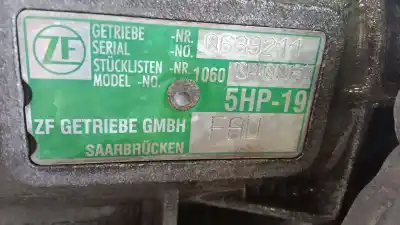 ZF
GETRIEBE -NR.
SERIAL -NO.
STÜCKLISTEN -NR. 1060
MODEL -NO.
5HP-19
ZF GETRIEBE GMBH
SAARBRÜCKEN